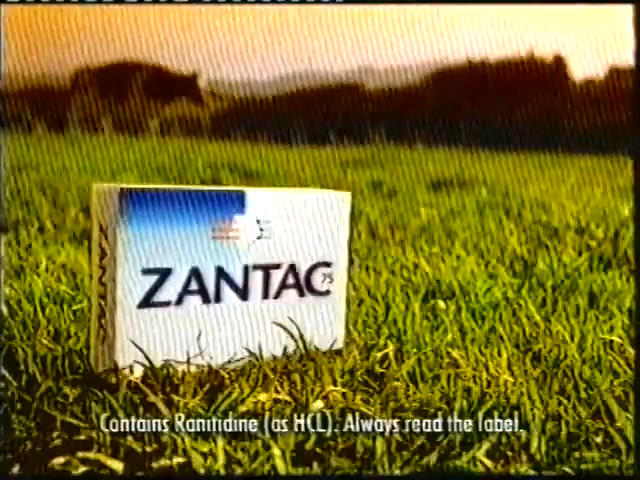 ZANTAC
75
Contains Ranitidine (as HCL). Always read the label.